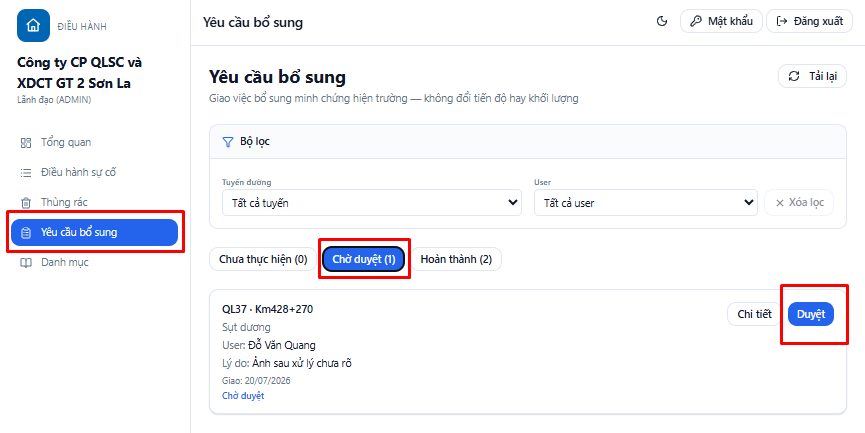 ĐIỀU HÀNH
Công ty CP QLSC và
XDCT GT 2 Sơn La
Lãnh đạo (ADMIN)
Tổng quan
Điều hành sự cố
Thùng rác
Yêu cầu bổ sung
Danh mục
Yêu cầu bổ sung
Mật khẩu
Đăng xuất
Yêu cầu bổ sung
Tải lại
Giao việc bổ sung minh chứng hiện trường — không đổi tiến độ hay khối lượng
Bộ lọc
Tuyến đường
User
Tất cả tuyến
Tất cả user
Xóa lọc
Chưa thực hiện (0)
Chờ duyệt (1)
Hoàn thành (2)
QL37 · Km428+270
Chi tiết
Duyệt
Sụt dương
User: Đỗ Văn Quang
Lý do: Ảnh sau xử lý chưa rõ
Giao: 20/07/2026
Chờ duyệt